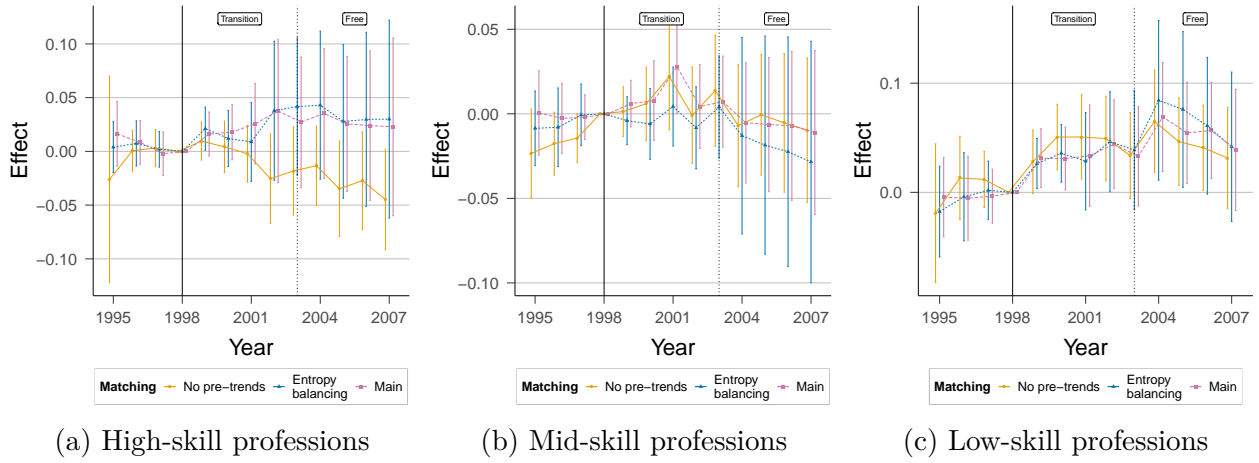 Transition Free
0.10
0.05
0.00
−0.05
−0.10
Effect
1995 1998 2001 2004 2007
Year
Matching No pre-trends Entropy balancing Main
(a) High-skill professions
Transition Free
0.05
0.00
−0.05
−0.10
Effect
1995 1998 2001 2004 2007
Year
Matching No pre-trends Entropy balancing Main
(b) Mid-skill professions
Transition Free
0.1
0.0
Effect
1995 1998 2001 2004 2007
Year
Matching No pre-trends Entropy balancing Main
(c) Low-skill professions